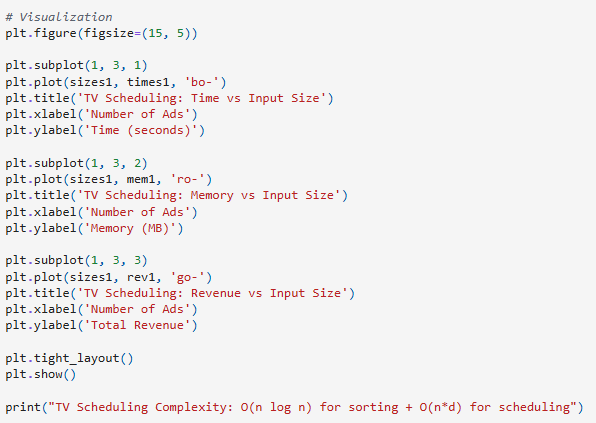 # Visualization
plt.figure(figsize=(15, 5))
plt.subplot(1, 3, 1)
plt.plot(sizes1, times1, 'bo-')
plt.title('TV Scheduling: Time vs Input Size')
plt.xlabel('Number of Ads')
plt.ylabel('Time (seconds)')
plt.subplot(1, 3, 2)
plt.plot(sizes1, mem1, 'ro-')
plt.title('TV Scheduling: Memory vs Input Size')
plt.xlabel('Number of Ads')
plt.ylabel('Memory (MB)')
plt.subplot(1, 3, 3)
plt.plot(sizes1, rev1, 'go-')
plt.title('TV Scheduling: Revenue vs Input Size')
plt.xlabel('Number of Ads')
plt.ylabel('Total Revenue')
plt.tight_layout()
plt.show()
print("TV Scheduling Complexity: O(n log n) for sorting + O(n*d) for scheduling")